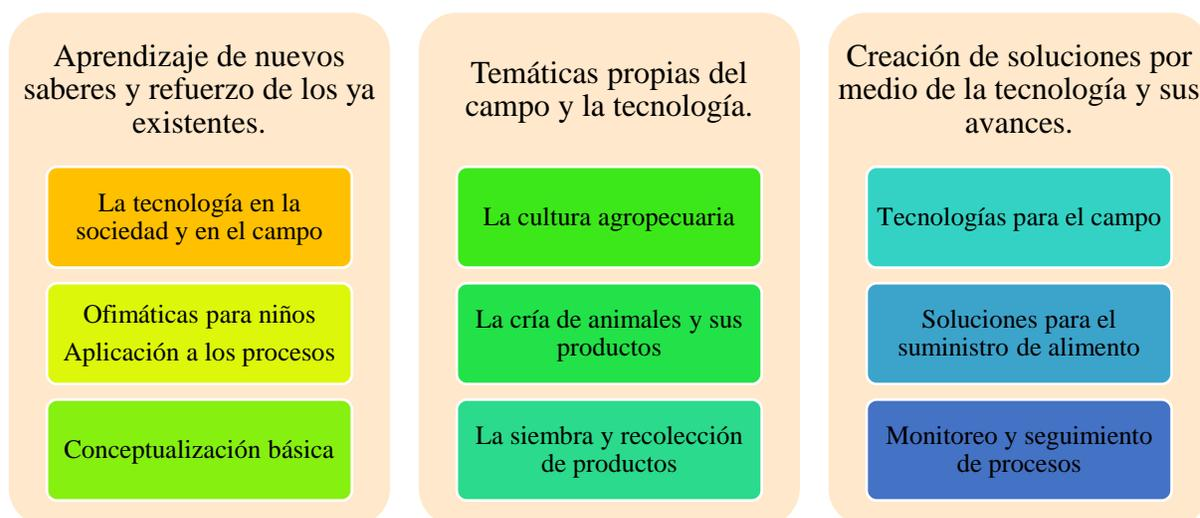 Aprendizaje de nuevos
saberes y refuerzo de los ya
existentes.
La tecnología en la
sociedad y en el campo
Ofimáticas para niños
Aplicación a los procesos
Conceptualización básica
Temáticas propias del
campo y la tecnología.
La cultura agropecuaria
La cría de animales y sus
productos
La siembra y recolección
de productos
Creación de soluciones por
medio de la tecnología y sus
avances.
Tecnologías para el campo
Soluciones para el
suministro de alimento
Monitoreo y seguimiento
de procesos